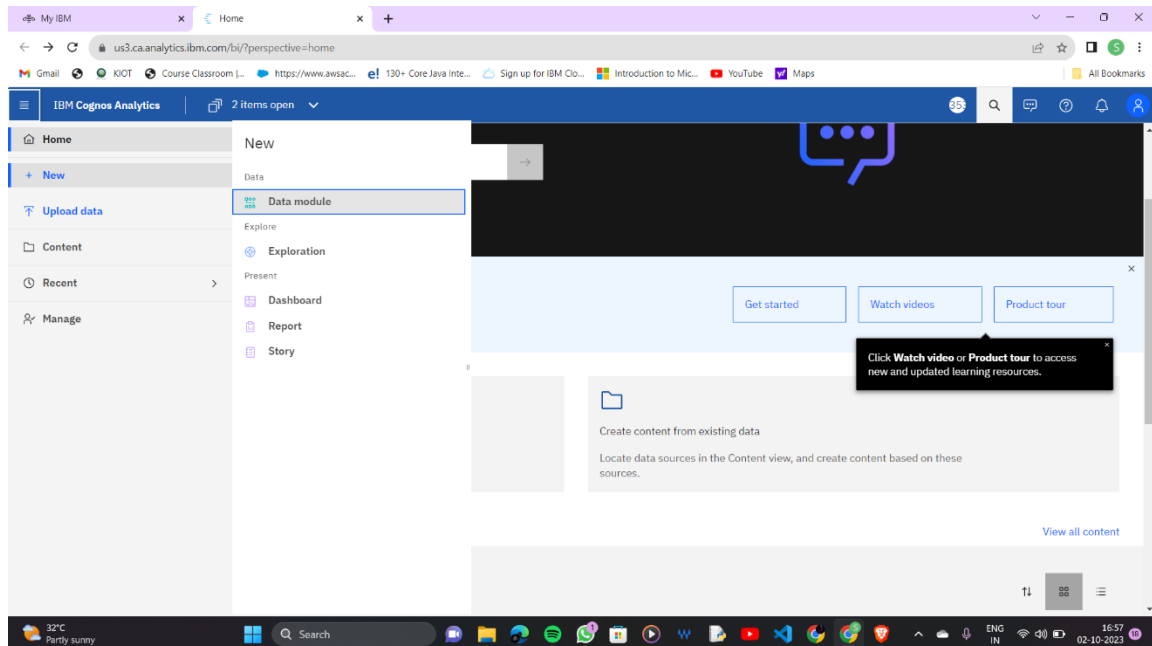 My IBM
Home
us3.ca.analytics.ibm.com/bi/?perspective=home
Gmail
KIOT
Course Classroom |...
https://www.awsac...
130+ Core Java Inte...
Sign up for IBM Clo...
Introduction to Mic...
YouTube
Maps
All Bookmarks
IBM Cognos Analytics
2 items open
353
Home
New
Upload data
Content
Recent
Manage
New
Data
Data module
Explore
Exploration
Present
Dashboard
Report
Story
Get started
Watch videos
Product tour
Click Watch video or Product tour to access
new and updated learning resources.
Create content from existing data
Locate data sources in the Content view, and create content based on these
sources.
View all content
32°C
Partly sunny
Search
ENG
IN
16:57
02-10-2023